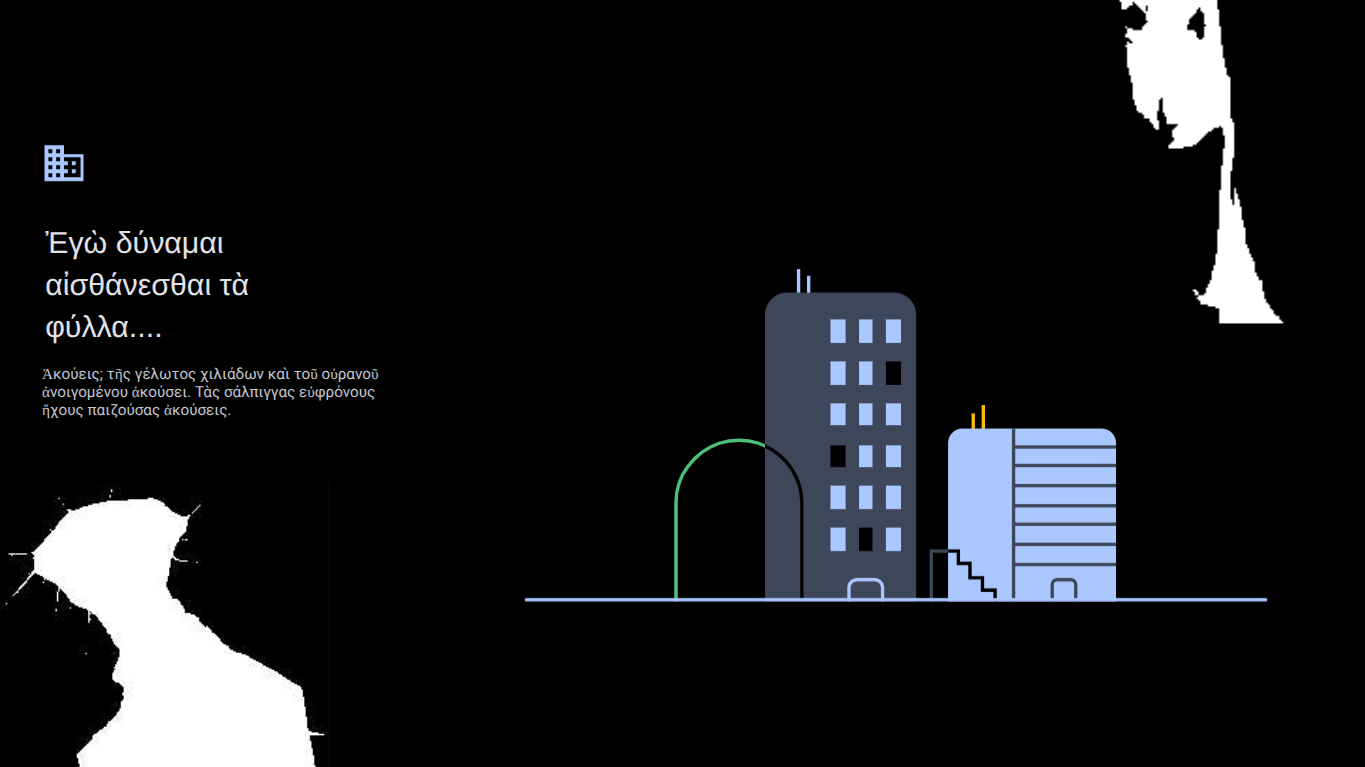 Ἐγὼ δύναμαι
αἰσθάνεσθαι τὰ
φύλλα....
Ἀκούεις; τῆς γέλωτος χιλιάδων καὶ τοῦ οὐρανοῦ
ἀνοιγομένου ἀκούσει. Τὰς σάλπιγγας εὐφρόνους
ἤχους παιζούσας ἀκούσεις.